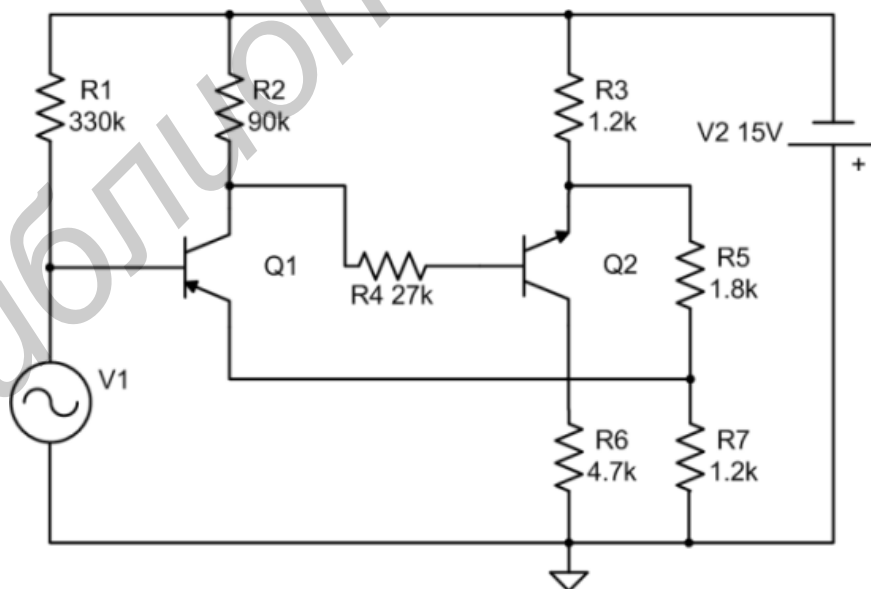 R1
330k
R2
90k
R3
1.2k
V2 15V
+
Q1
Q2
R4 27k
R5
1.8k
V1
R6
4.7k
R7
1.2k